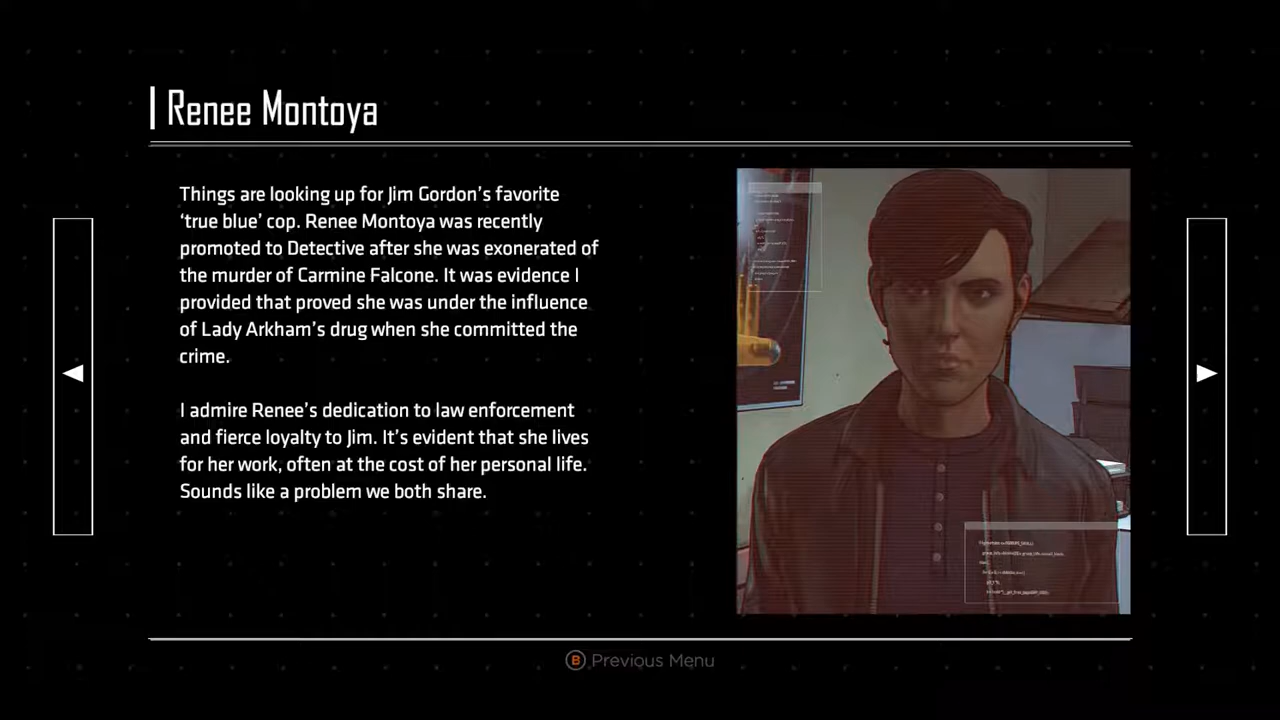 Renee Montoya
Things are looking up for Jim Gordon's favorite
'true blue' cop. Renee Montoya was recently
promoted to Detective after she was exonerated of
the murder of Carmine Falcone. It was evidence I
provided that proved she was under the influence
of Lady Arkham's drug when she committed the
crime.
I admire Renee's dedication to law enforcement
and fierce loyalty to Jim. It's evident that she lives
for her work, often at the cost of her personal life.
Sounds like a problem we both share.
B Previous Menu